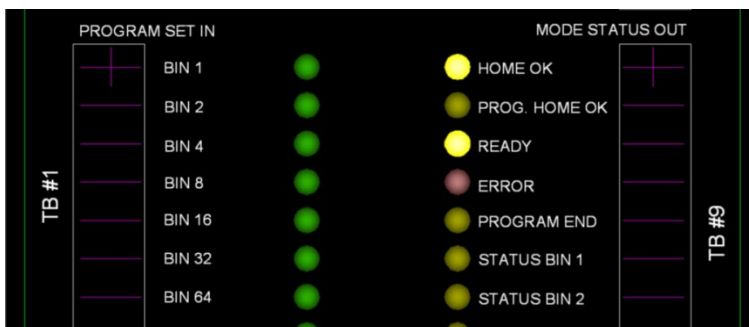 PROGRAM SET IN
MODE STATUS OUT
BIN 1
HOME OK
BIN 2
PROG. HOME OK
BIN 4
READY
BIN 8
ERROR
BIN 16
PROGRAM END
BIN 32
STATUS BIN 1
BIN 64
STATUS BIN 2
TB #1
TB #9